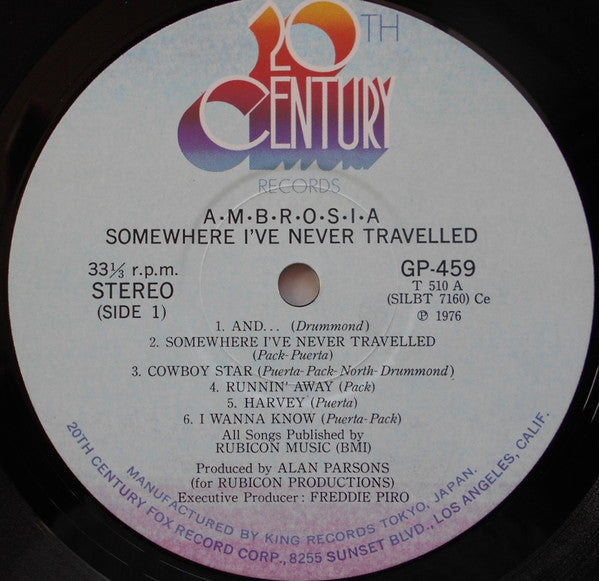 20TH
CENTURY
RECORDS
A·M·B·R·O·S·I·A
SOMEWHERE I'VE NEVER TRAVELLED
33⅓ r.p.m.
STEREO
(SIDE 1)
GP-459
T 510 A
(SILBT 7160) Ce
℗ 1976
1. AND... (Drummond)
2. SOMEWHERE I'VE NEVER TRAVELLED
(Pack-Puerta)
3. COWBOY STAR (Puerta-Pack-North-Drummond)
4. RUNNIN' AWAY (Pack)
5. HARVEY (Puerta)
6. I WANNA KNOW (Puerta-Pack)
All Songs Published by
RUBICON MUSIC (BMI)
Produced by ALAN PARSONS
(for RUBICON PRODUCTIONS)
Executive Producer : FREDDIE PIRO
MANUFACTURED BY KING RECORDS TOKYO, JAPAN.
20TH CENTURY FOX RECORD CORP., 8255 SUNSET BLVD., LOS ANGELES, CALIF.